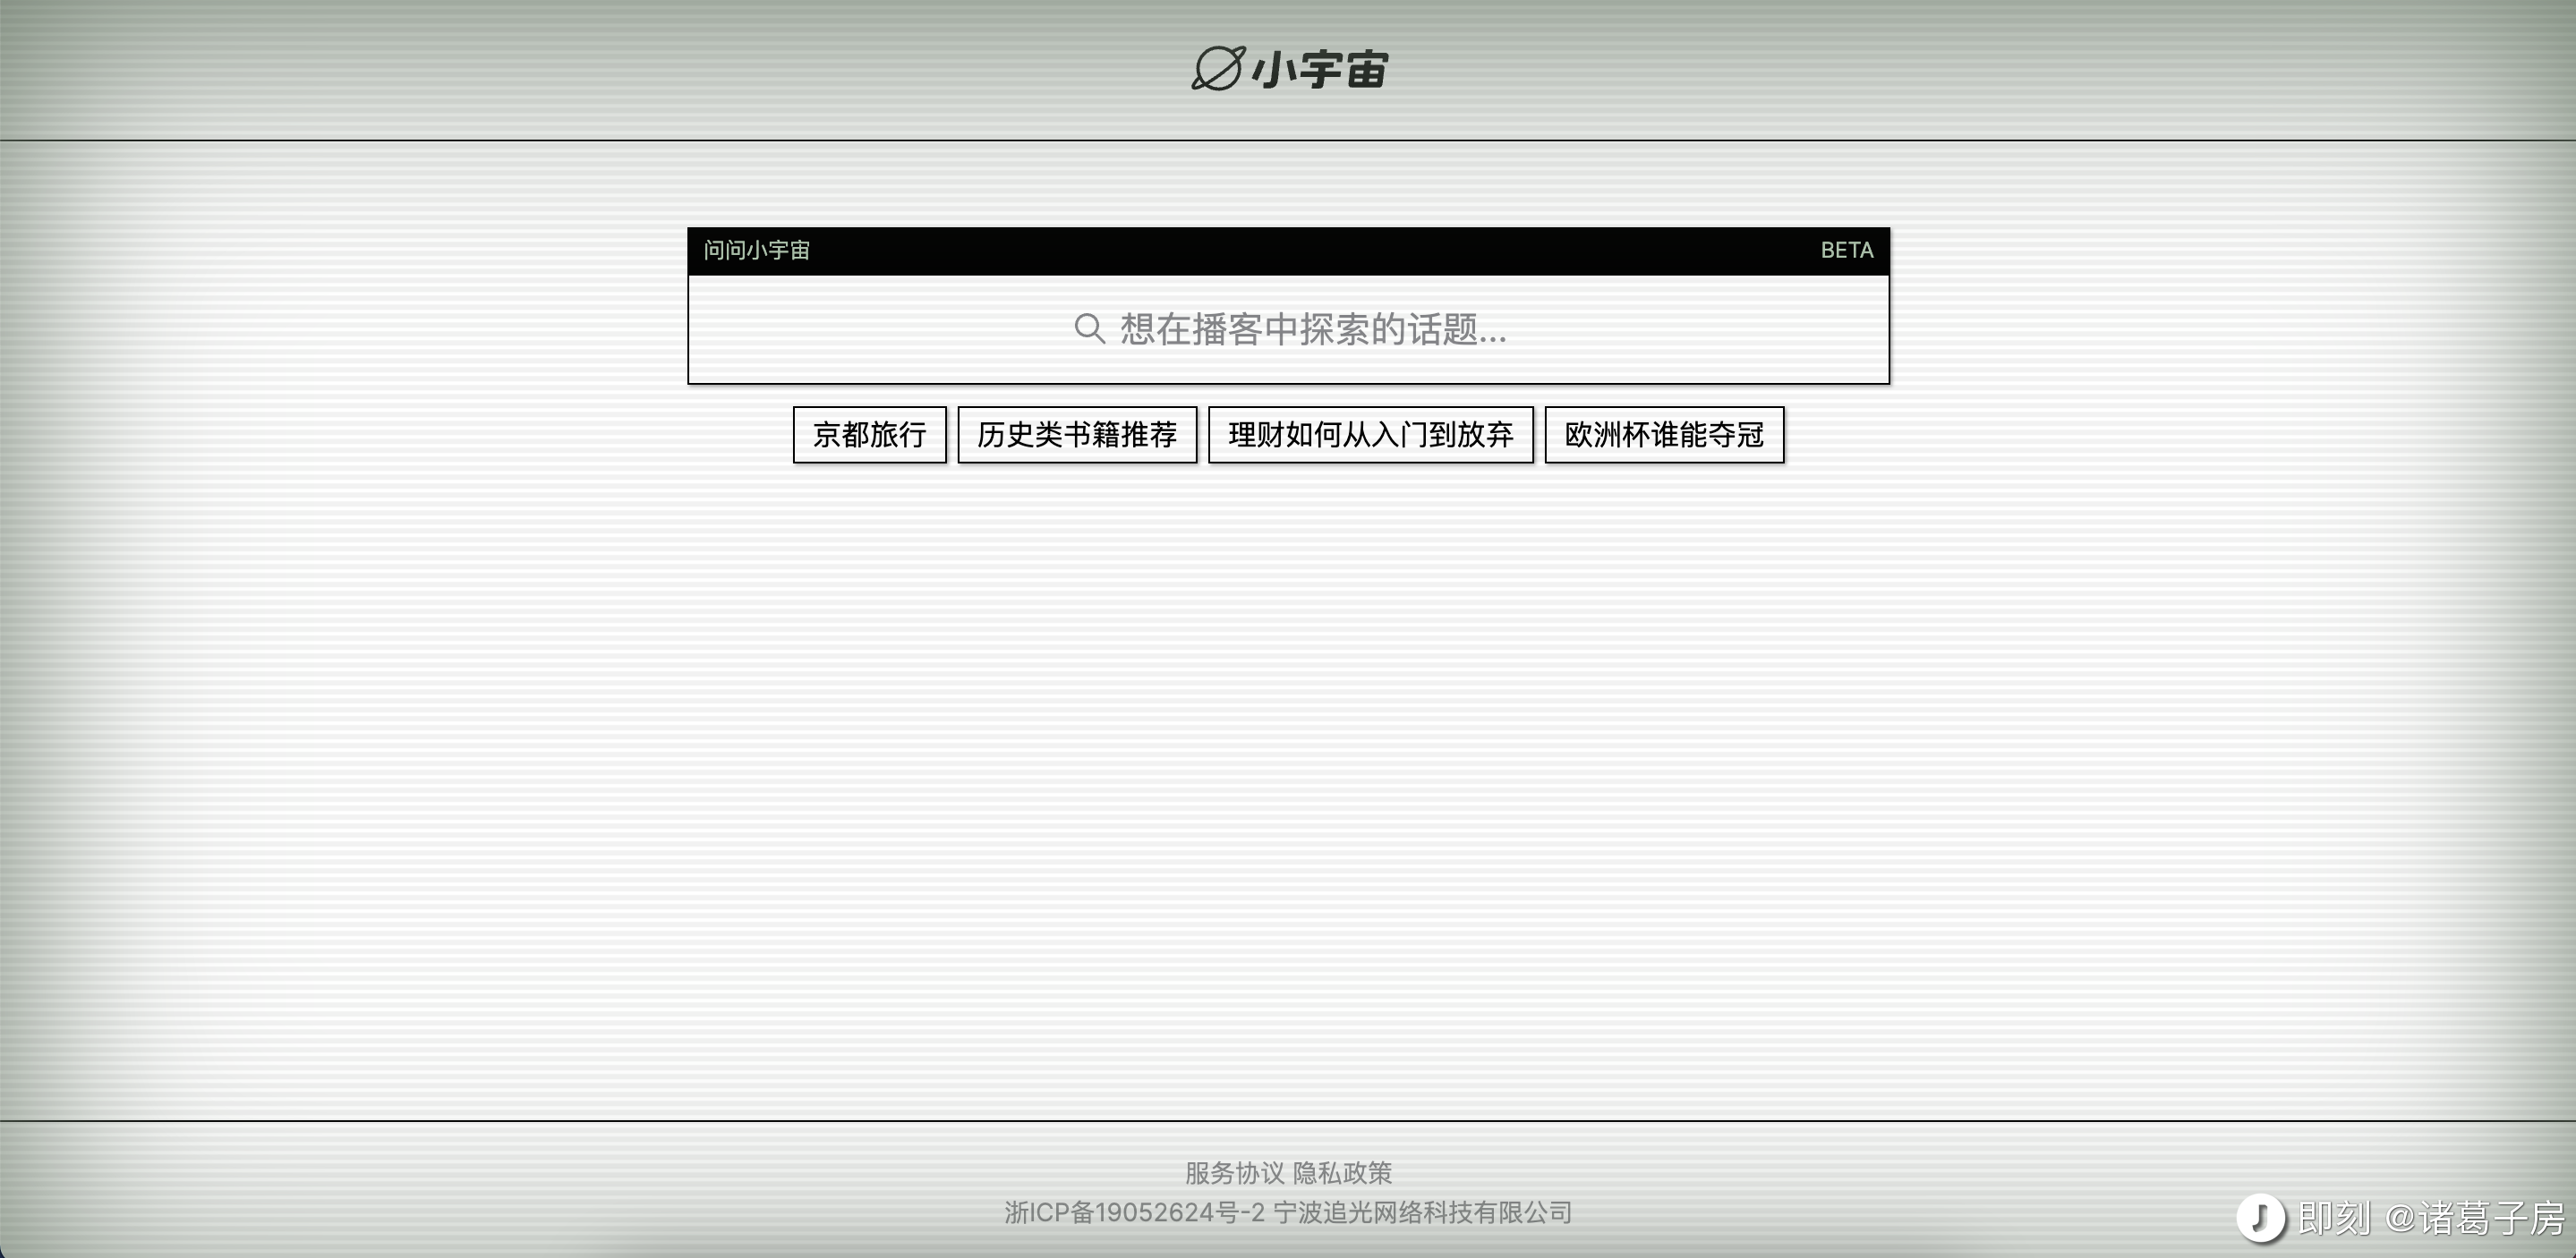 小宇宙
问问小宇宙 BETA
想在播客中探索的话题...
京都旅行 历史类书籍推荐 理财如何从入门到放弃 欧洲杯谁能夺冠
服务协议 隐私政策
浙ICP备19052624号-2 宁波追光网络科技有限公司
即刻 @诸葛子房